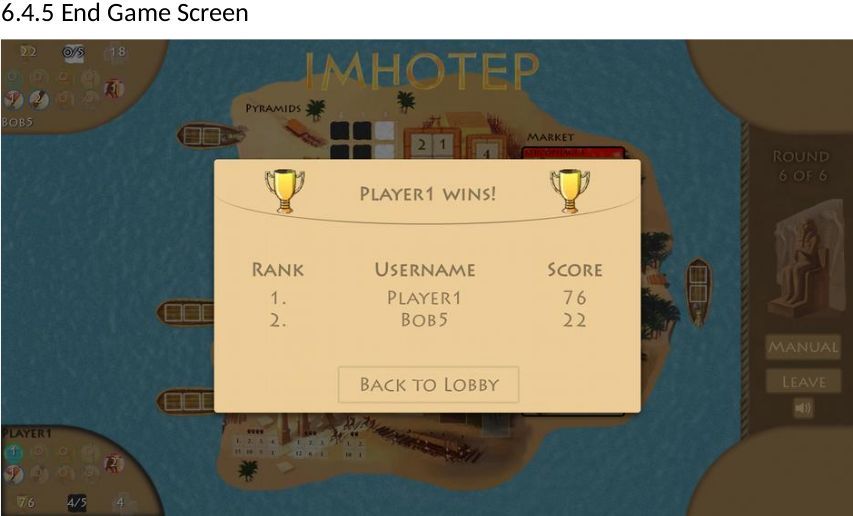 6.4.5 End Game Screen
22 0/5 18
IMHOTEP
PYRAMIDS
BOB5
2 1
4
MARKET
ROUND
6 OF 6
PLAYER1 WINS!
RANK USERNAME SCORE
1. PLAYER1 76
2. BOB5 22
BACK TO LOBBY
MANUAL
LEAVE
PLAYER1
76 4/5 4